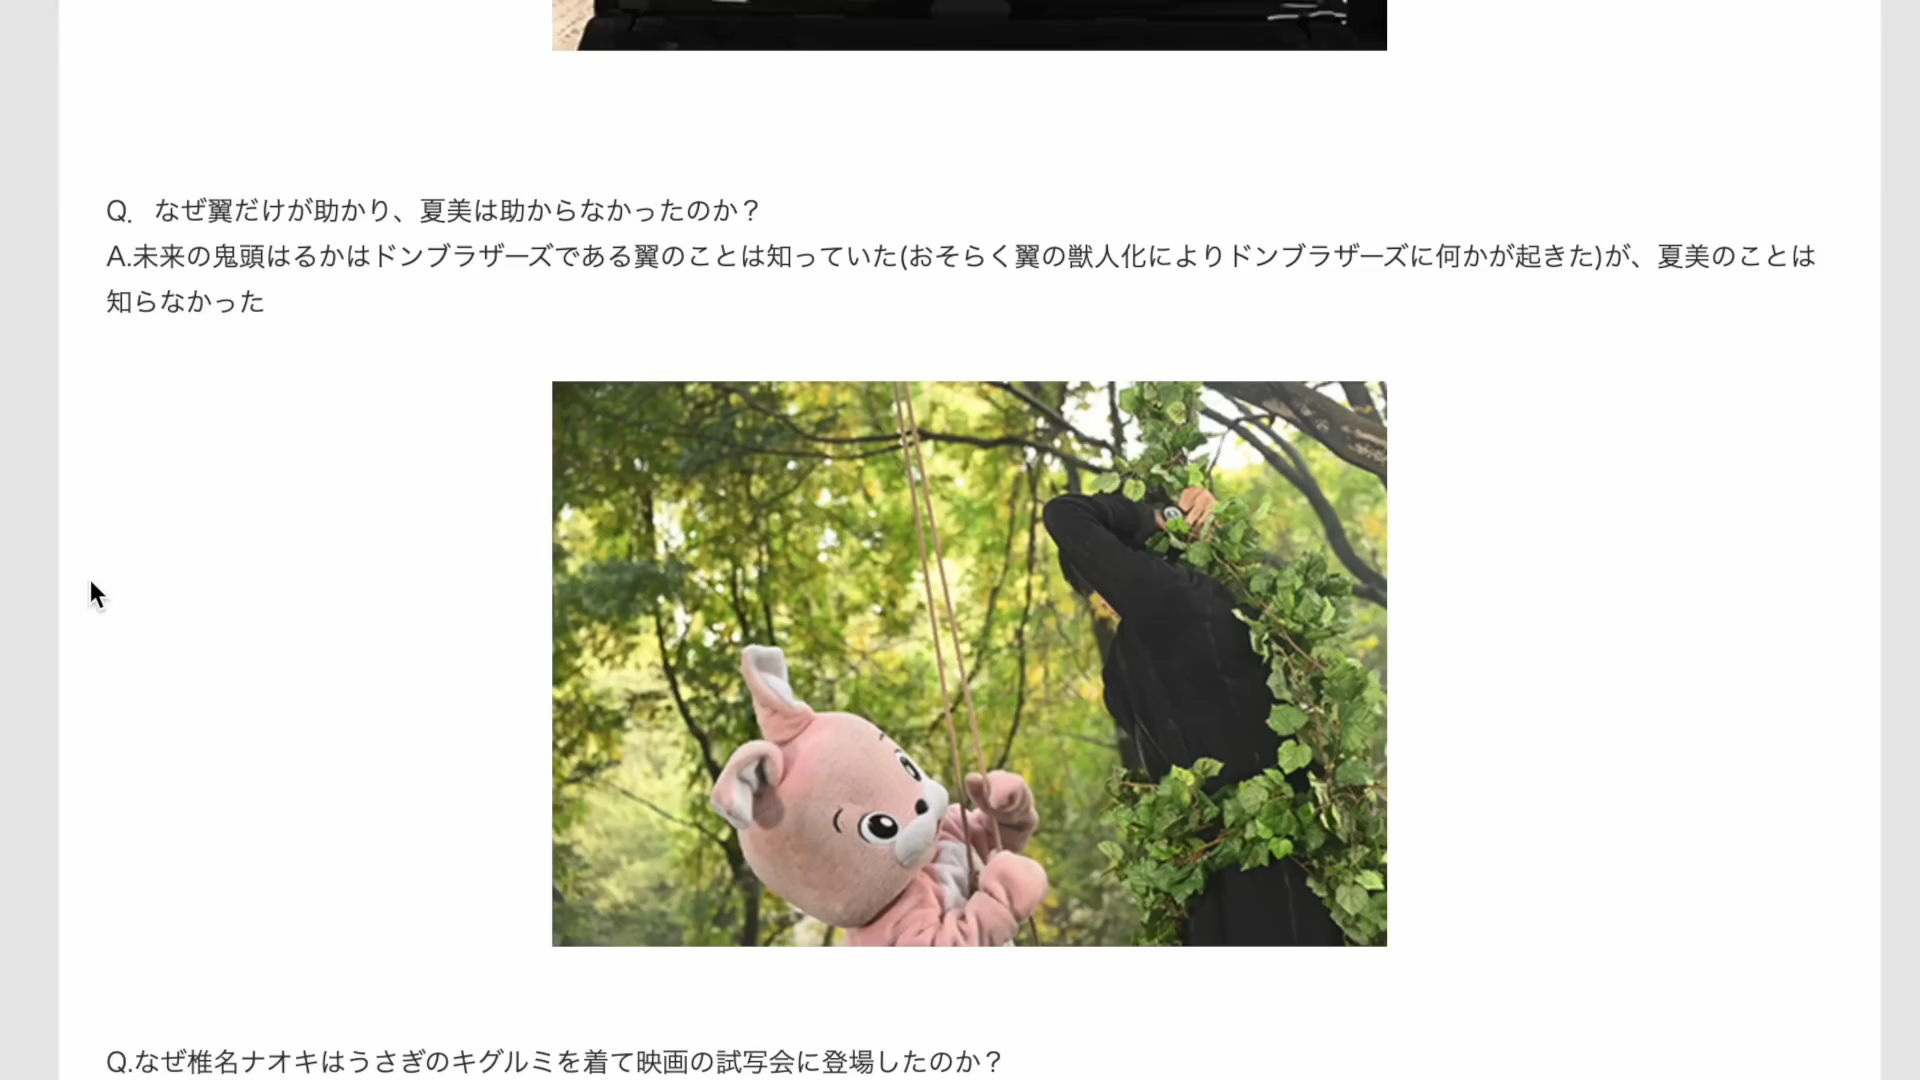 Q.　なぜ翼だけが助かり、夏美は助からなかったのか？
A.未来の鬼頭はるかはドンブラザーズである翼のことは知っていた(おそらく翼の獣人化によりドンブラザーズに何かが起きた)が、夏美のことは
知らなかった
Q.なぜ椎名ナオキはうさぎのキグルミを着て映画の試写会に登場したのか？